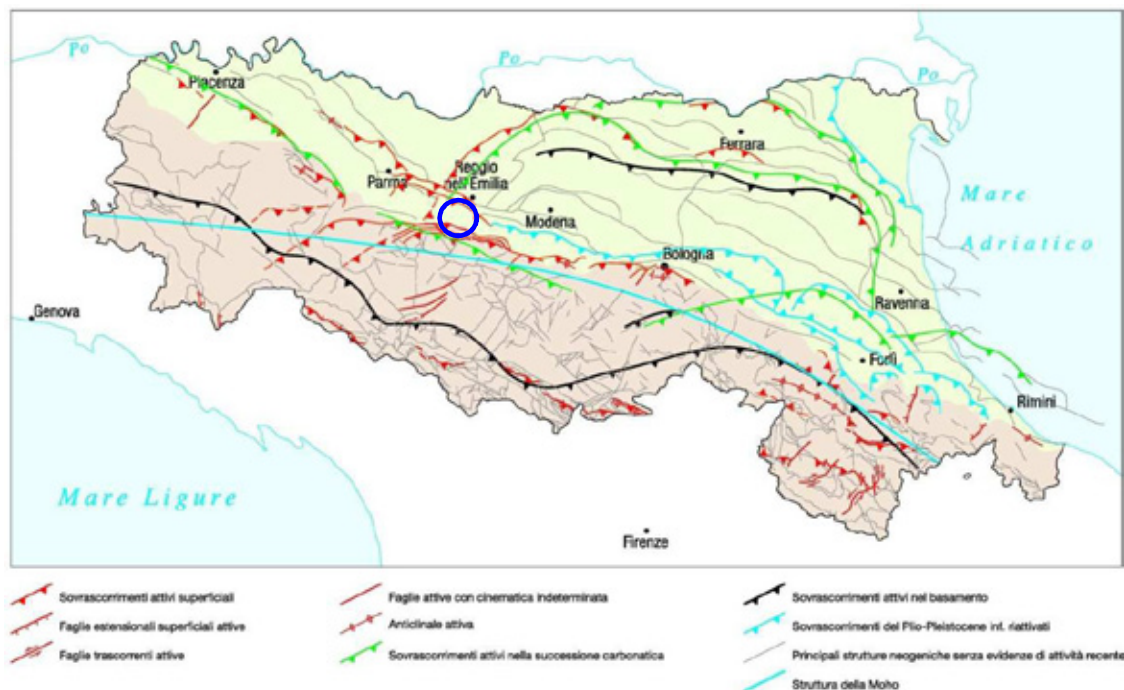 Po
Po
Po
Piacenza
Ferrara
Parma
Reggio
nell'Emilia
Modena
Mare
Adriatico
Bologna
Ravenna
Genova
Forlì
Rimini
Mare Ligure
Firenze
Sovrascorrimenti attivi superficiali
Faglie estensionali superficiali attive
Faglie trascorrenti attive
Faglie attive con cinematica indeterminata
Anticlinale attiva
Sovrascorrimenti attivi nella successione carbonatica
Sovrascorrimenti attivi nel basamento
Sovrascorrimenti del Plio-Pleistocene inf. riattivati
Principali strutture neogeniche senza evidenze di attività recente
Struttura della Moho